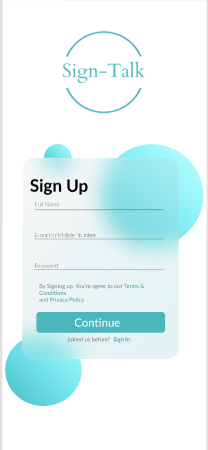 Sign-Talk
Sign Up
Full Name
E-mail or Mobile Number
Password
By Signing up, You're agree to our Terms &
Conditions
and Privacy Policy
Continue
Joined us before? Sign In